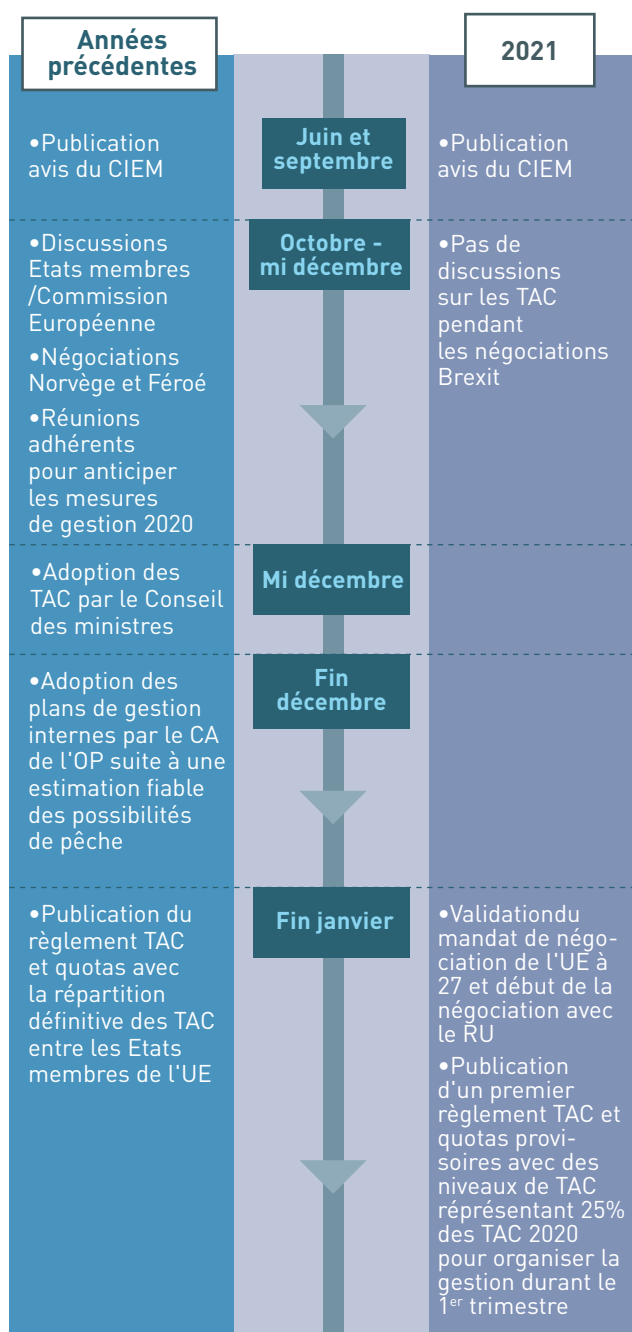 Années
précédentes
2021
Juin et
septembre
•Publication
avis du CIEM
•Publication
avis du CIEM
Octobre -
mi décembre
•Discussions
Etats membres
/Commission
Européenne
•Négociations
Norvège et Féroé
•Réunions
adhérents
pour anticiper
les mesures
de gestion 2020
•Pas de
discussions
sur les TAC
pendant
les négociations
Brexit
Mi décembre
•Adoption des
TAC par le Conseil
des ministres
Fin
décembre
•Adoption des
plans de gestion
internes par le CA
de l'OP suite à une
estimation fiable
des possibilités
de pêche
Fin janvier
•Publication du
règlement TAC
et quotas avec
la répartition
définitive des TAC
entre les Etats
membres de l'UE
•Validationdu
mandat de négo-
ciation de l'UE à
27 et début de la
négociation avec
le RU
•Publication
d'un premier
règlement TAC et
quotas provi-
soires avec des
niveaux de TAC
réprésentant 25%
des TAC 2020
pour organiser la
gestion durant le
1er trimestre